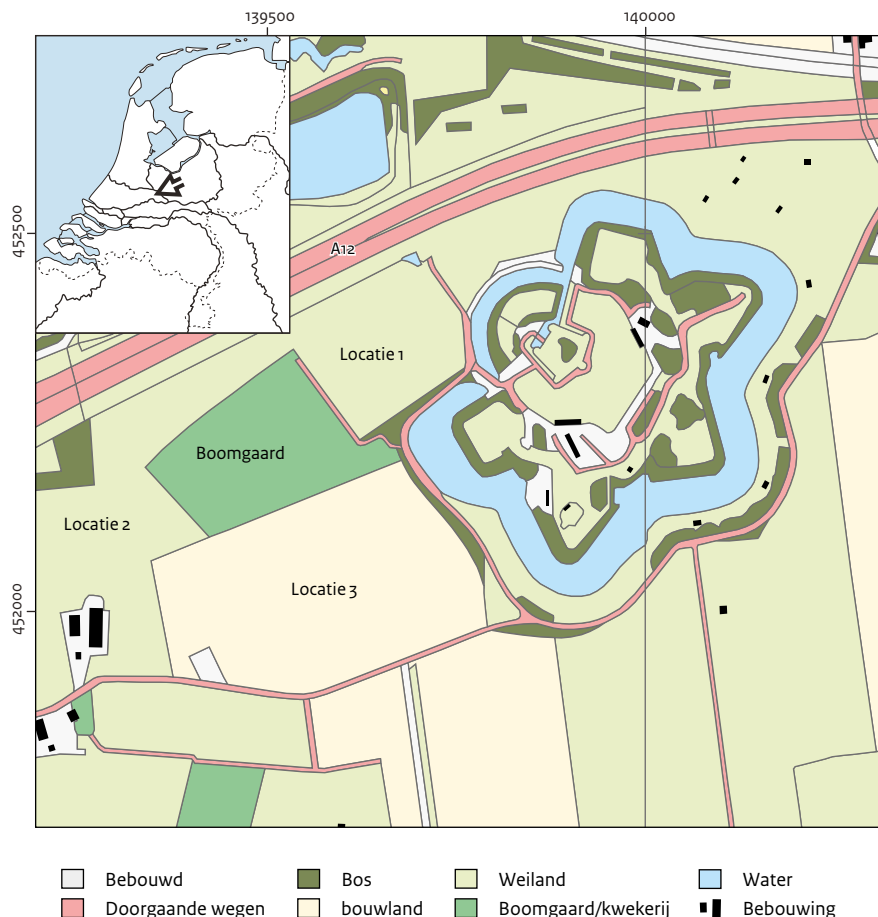 139500 140000
452500
A12
Locatie 1
Boomgaard
Locatie 2
Locatie 3
452000
Bebouwd Bos Weiland Water
Doorgaande wegen bouwland Boomgaard/kwekerij Bebouwing